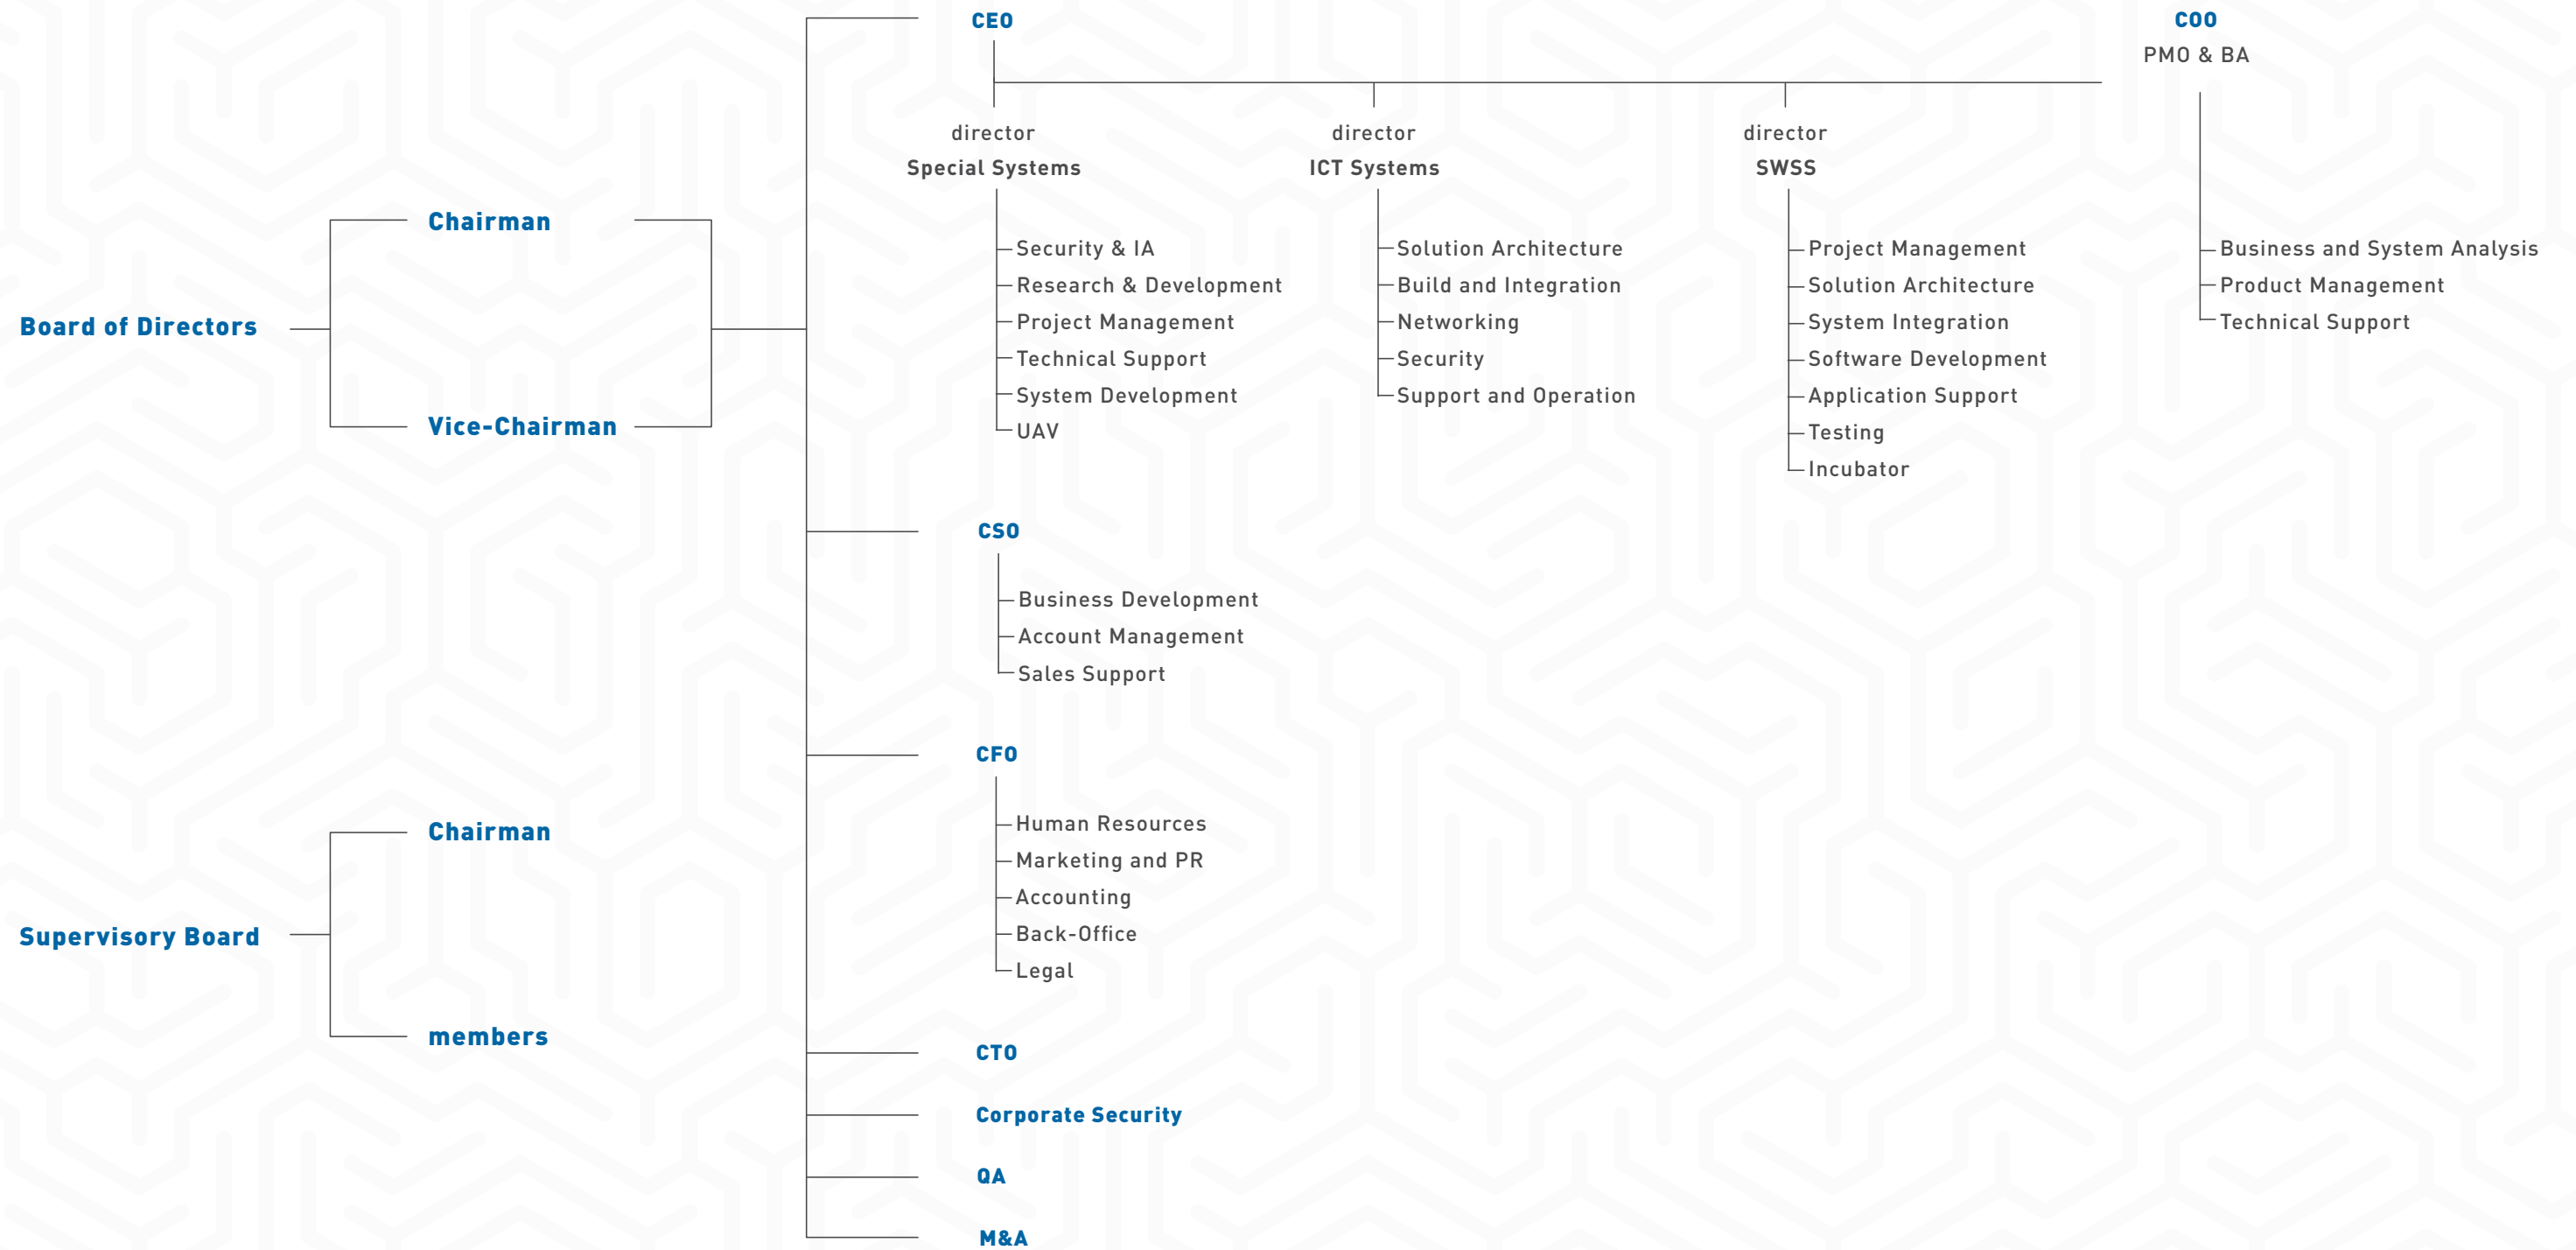 Board of Directors
Chairman
Vice-Chairman
Supervisory Board
Chairman
members
CEO
director
Special Systems
Security & IA
Research & Development
Project Management
Technical Support
System Development
UAV
director
ICT Systems
Solution Architecture
Build and Integration
Networking
Security
Support and Operation
director
SWSS
Project Management
Solution Architecture
System Integration
Software Development
Application Support
Testing
Incubator
COO
PMO & BA
Business and System Analysis
Product Management
Technical Support
CSO
Business Development
Account Management
Sales Support
CFO
Human Resources
Marketing and PR
Accounting
Back-Office
Legal
CTO
Corporate Security
QA
M&A